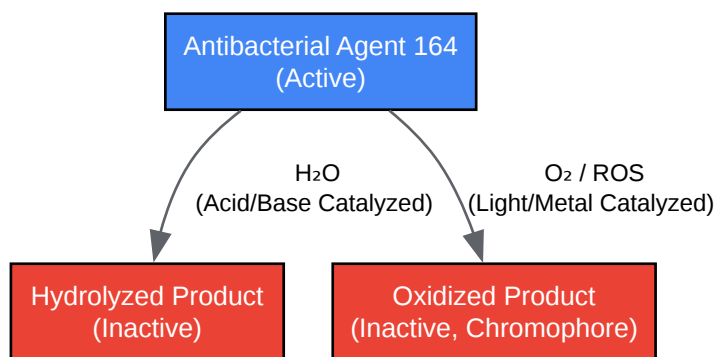 Antibacterial Agent 164
(Active)
H₂O
(Acid/Base Catalyzed)
O₂ / ROS
(Light/Metal Catalyzed)
Hydrolyzed Product
(Inactive)
Oxidized Product
(Inactive, Chromophore)